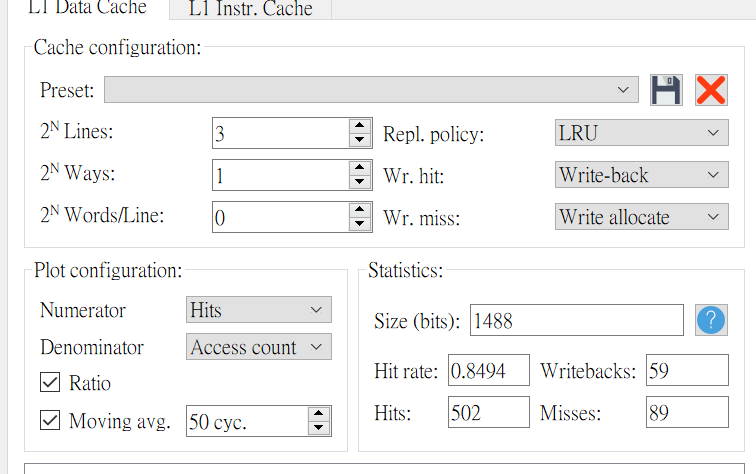 L1 Data Cache L1 Instr. Cache
Cache configuration:
Preset:
2^N Lines: 3 Repl. policy: LRU
2^N Ways: 1 Wr. hit: Write-back
2^N Words/Line: 0 Wr. miss: Write allocate
Plot configuration:
Numerator Hits
Denominator Access count
Ratio
Moving avg. 50 cyc.
Statistics:
Size (bits): 1488 ?
Hit rate: 0.8494 Writebacks: 59
Hits: 502 Misses: 89